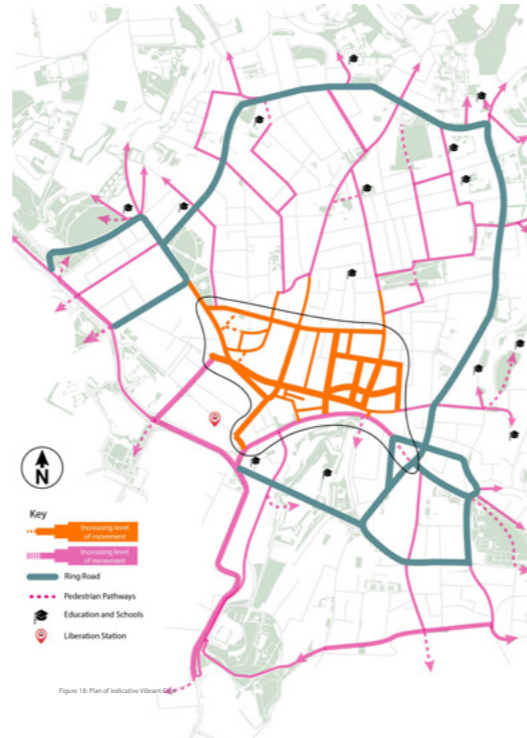 N
Key
Increasing level
of movement
Increasing level
of movement
Ring Road
Pedestrian Pathways
Education and Schools
Liberation Station
Figure 18: Plan of indicative Vibrant